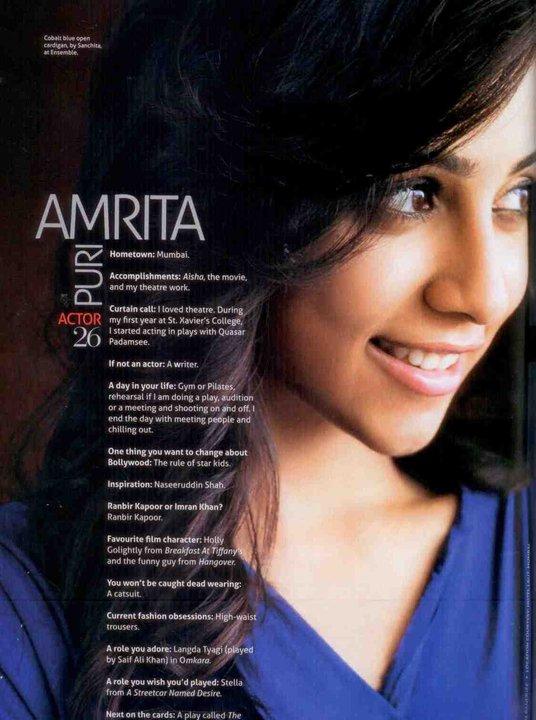 Cobalt blue open
cardigan, by Sanchita,
at Ensemble.
AMRITA
PURI
ACTOR
26
Hometown: Mumbai.
Accomplishments: Aisha, the movie,
and my theatre work.
Curtain call: I loved theatre. During
my first year at St. Xavier's College,
I started acting in plays with Quasar
Padamsee.
If not an actor: A writer.
A day in your life: Gym or Pilates,
rehearsal if I am doing a play, audition
or a meeting and shooting on and off. I
end the day with meeting people and
chilling out.
One thing you want to change about
Bollywood: The rule of star kids.
Inspiration: Naseeruddin Shah.
Ranbir Kapoor or Imran Khan?
Ranbir Kapoor.
Favourite film character: Holly
Golightly from Breakfast At Tiffany's
and the funny guy from Hangover.
You won't be caught dead wearing:
A catsuit.
Current fashion obsessions: High-waist
trousers.
A role you adore: Langda Tyagi (played
by Saif Ali Khan) in Omkara.
A role you wish you'd played: Stella
from A Streetcar Named Desire.
Next on the cards: A play called The